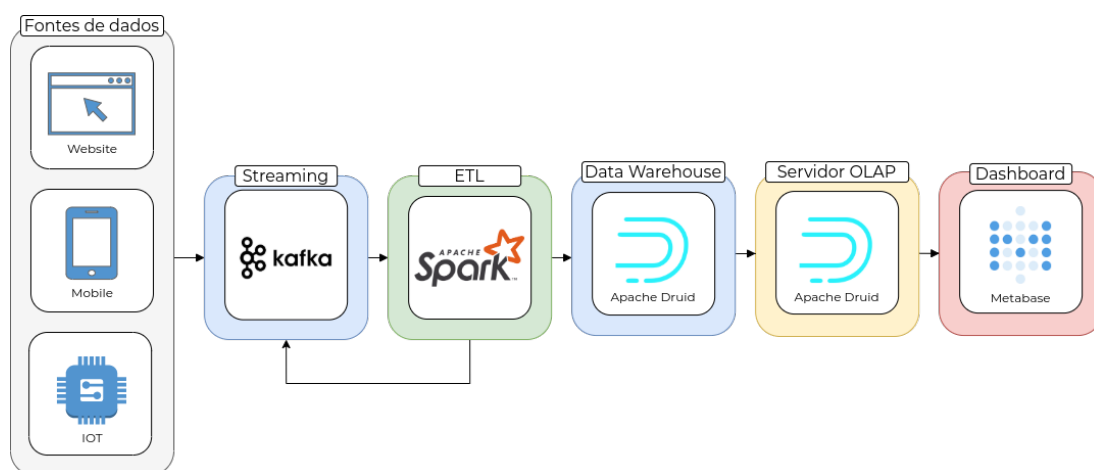 Fontes de dados
Website
Mobile
IOT
Streaming
kafka
ETL
APACHE
Spark™
Data Warehouse
Apache Druid
Servidor OLAP
Apache Druid
Dashboard
Metabase